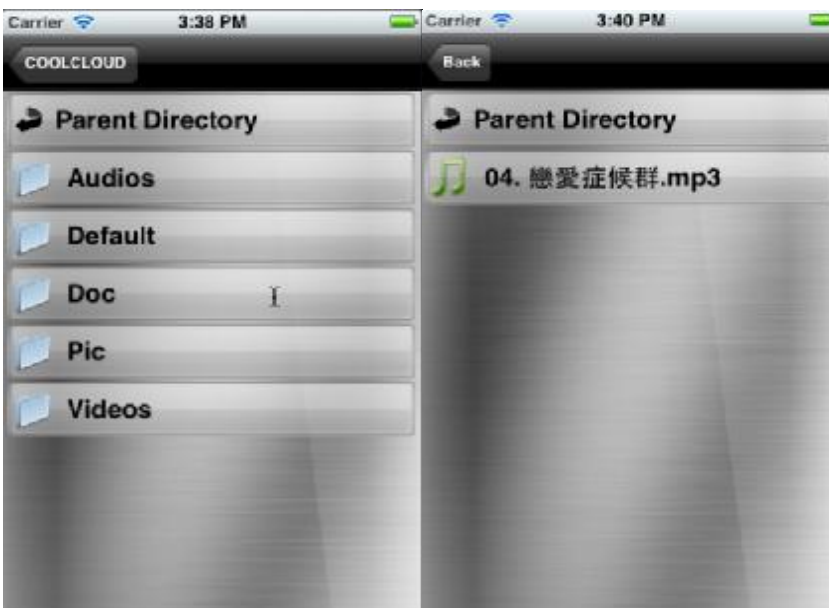 Carrier 3:38 PM
COOLCLOUD
Parent Directory
Audios
Default
Doc
Pic
Videos
Carrier 3:40 PM
Back
Parent Directory
04. 戀愛症候群.mp3